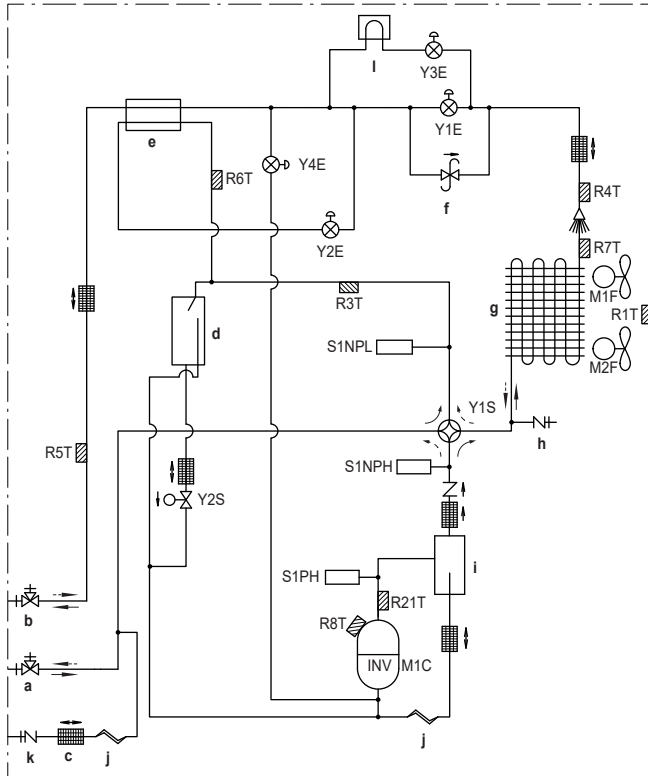 l
Y3E
e
Y4E
Y1E
R6T
f
R4T
Y2E
R7T
M1F
R3T
g
R1T
d
S1NPL
M2F
Y1S
h
R5T
S1NPH
Y2S
i
S1PH
R21T
b
R8T
INV
M1C
a
j
k
c
j